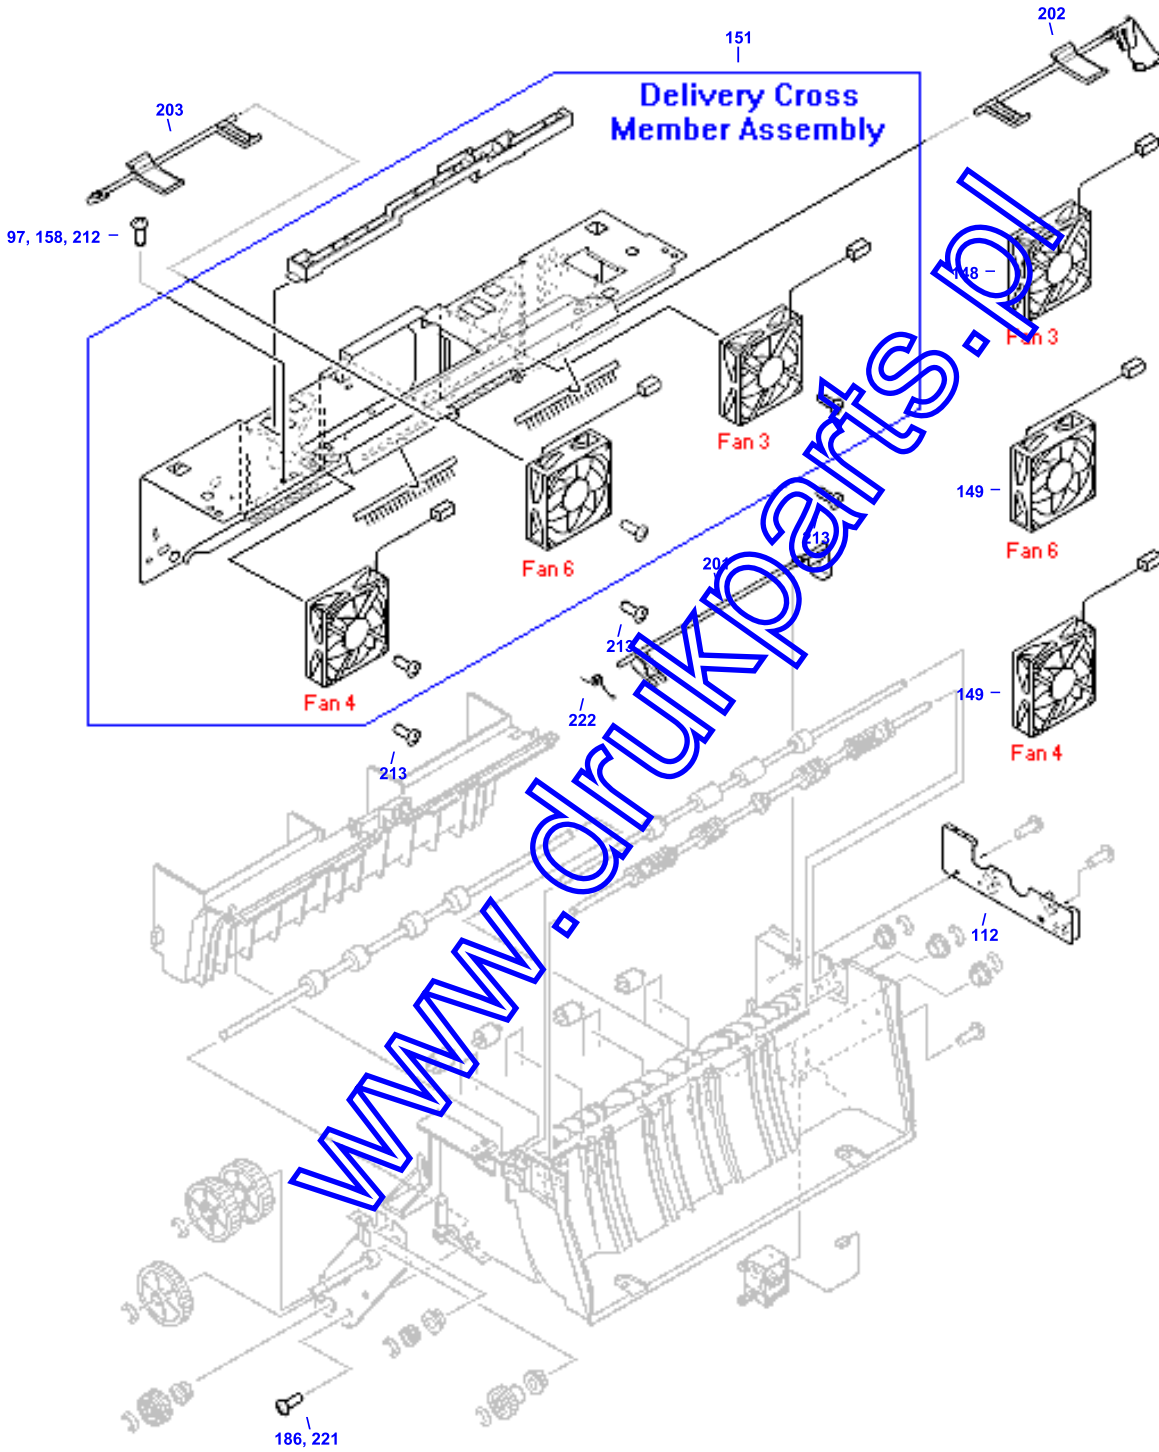 202
151
Delivery Cross
Member Assembly
203
97, 158, 212
148
Fan 3
Fan 3
149
Fan 6
Fan 6
213
201
213
149
Fan 4
Fan 4
222
213
112
186, 221
www.drukparts.pl